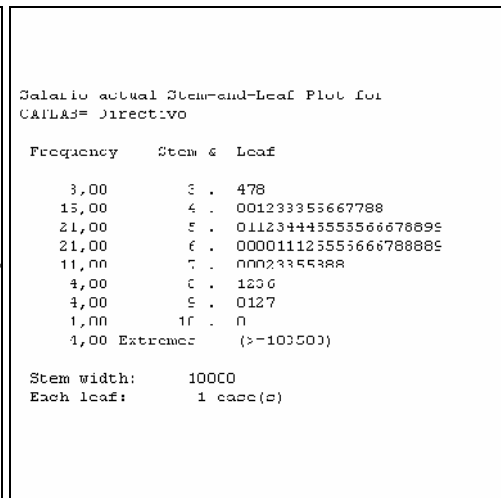 Salario actual Stem-and-Leaf Plot for
CATLAB= Directivo
Frequency Stem & Leaf
3,00 3 . 478
15,00 4 . 001233355667788
21,00 5 . 011234445555566678899
21,00 6 . 000011125555666788889
11,00 7 . 00023355888
4,00 8 . 1236
4,00 9 . 0127
1,00 10 . 0
4,00 Extremes (>=103500)
Stem width: 10000
Each leaf: 1 case(s)